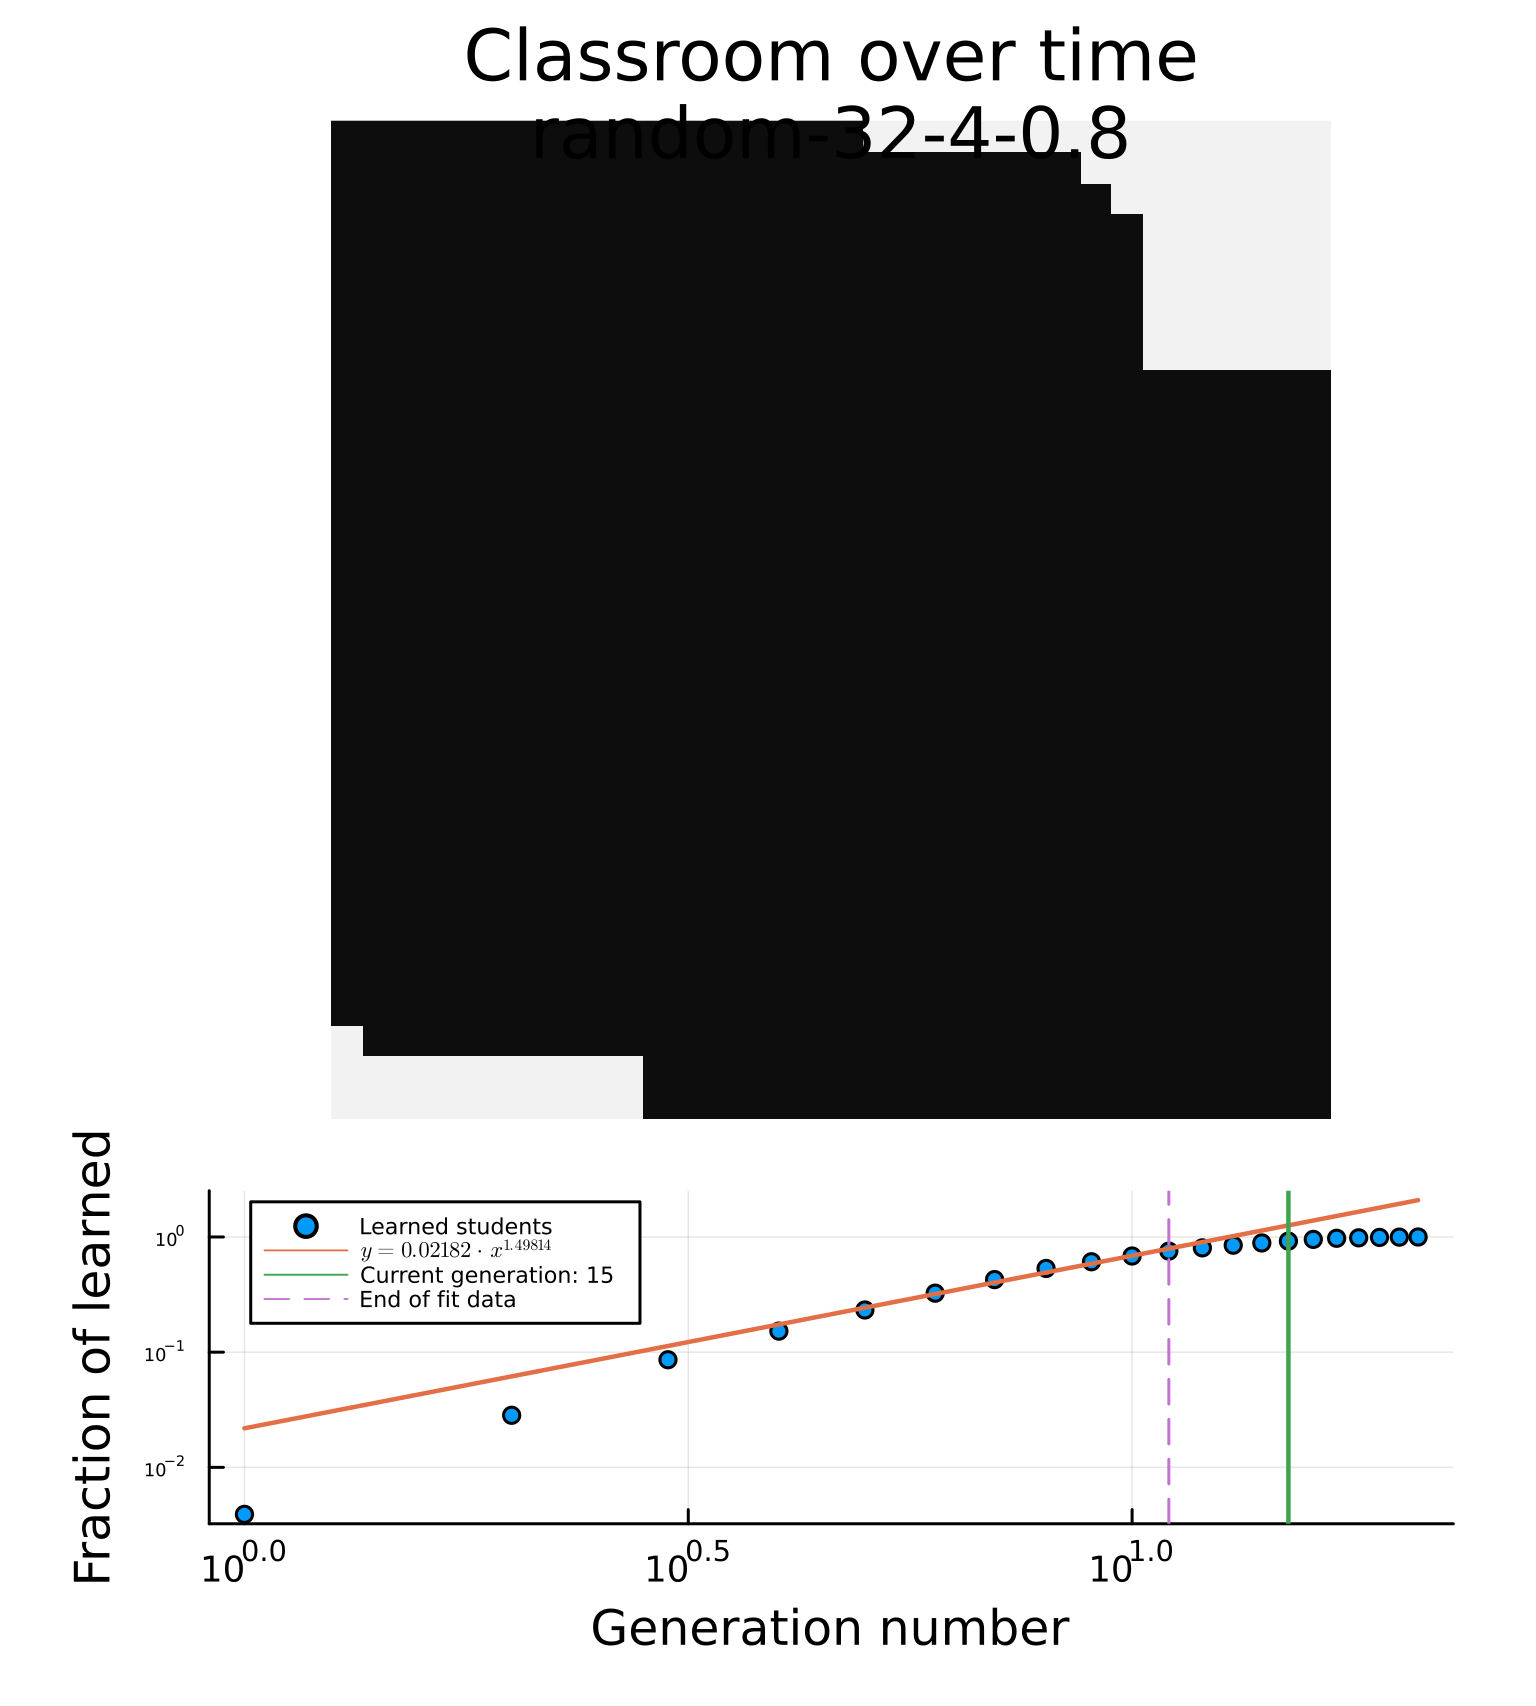 Classroom over time
random-32-4-0.8
Fraction of learned
10^0
10^−1
10^−2
Learned students
y = 0.02182 · x^1.49814
Current generation: 15
End of fit data
10^0.0
10^0.5
10^1.0
Generation number